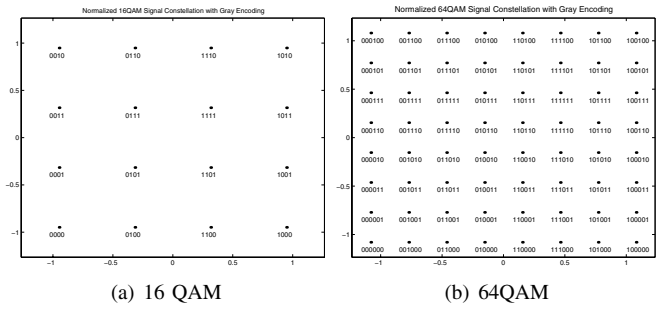 Normalized 16QAM Signal Constellation with Gray Encoding
1
0010 0110 1110 1010
0.5
0011 0111 1111 1011
0
0001 0101 1101 1001
−0.5
−1
0000 0100 1100 1000
−1 −0.5 0 0.5 1
(a) 16 QAM
Normalized 64QAM Signal Constellation with Gray Encoding
1
000100 001100 011100 010100 110100 111100 101100 100100
000101 001101 011101 010101 110101 111101 101101 100101
0.5
000111 001111 011111 010111 110111 111111 101111 100111
000110 001110 011110 010110 110110 111110 101110 100110
0
000010 001010 011010 010010 110010 111010 101010 100010
−0.5
000011 001011 011011 010011 110011 111011 101011 100011
000001 001001 011001 010001 110001 111001 101001 100001
−1
000000 001000 011000 010000 110000 111000 101000 100000
−1 −0.5 0 0.5 1
(b) 64QAM